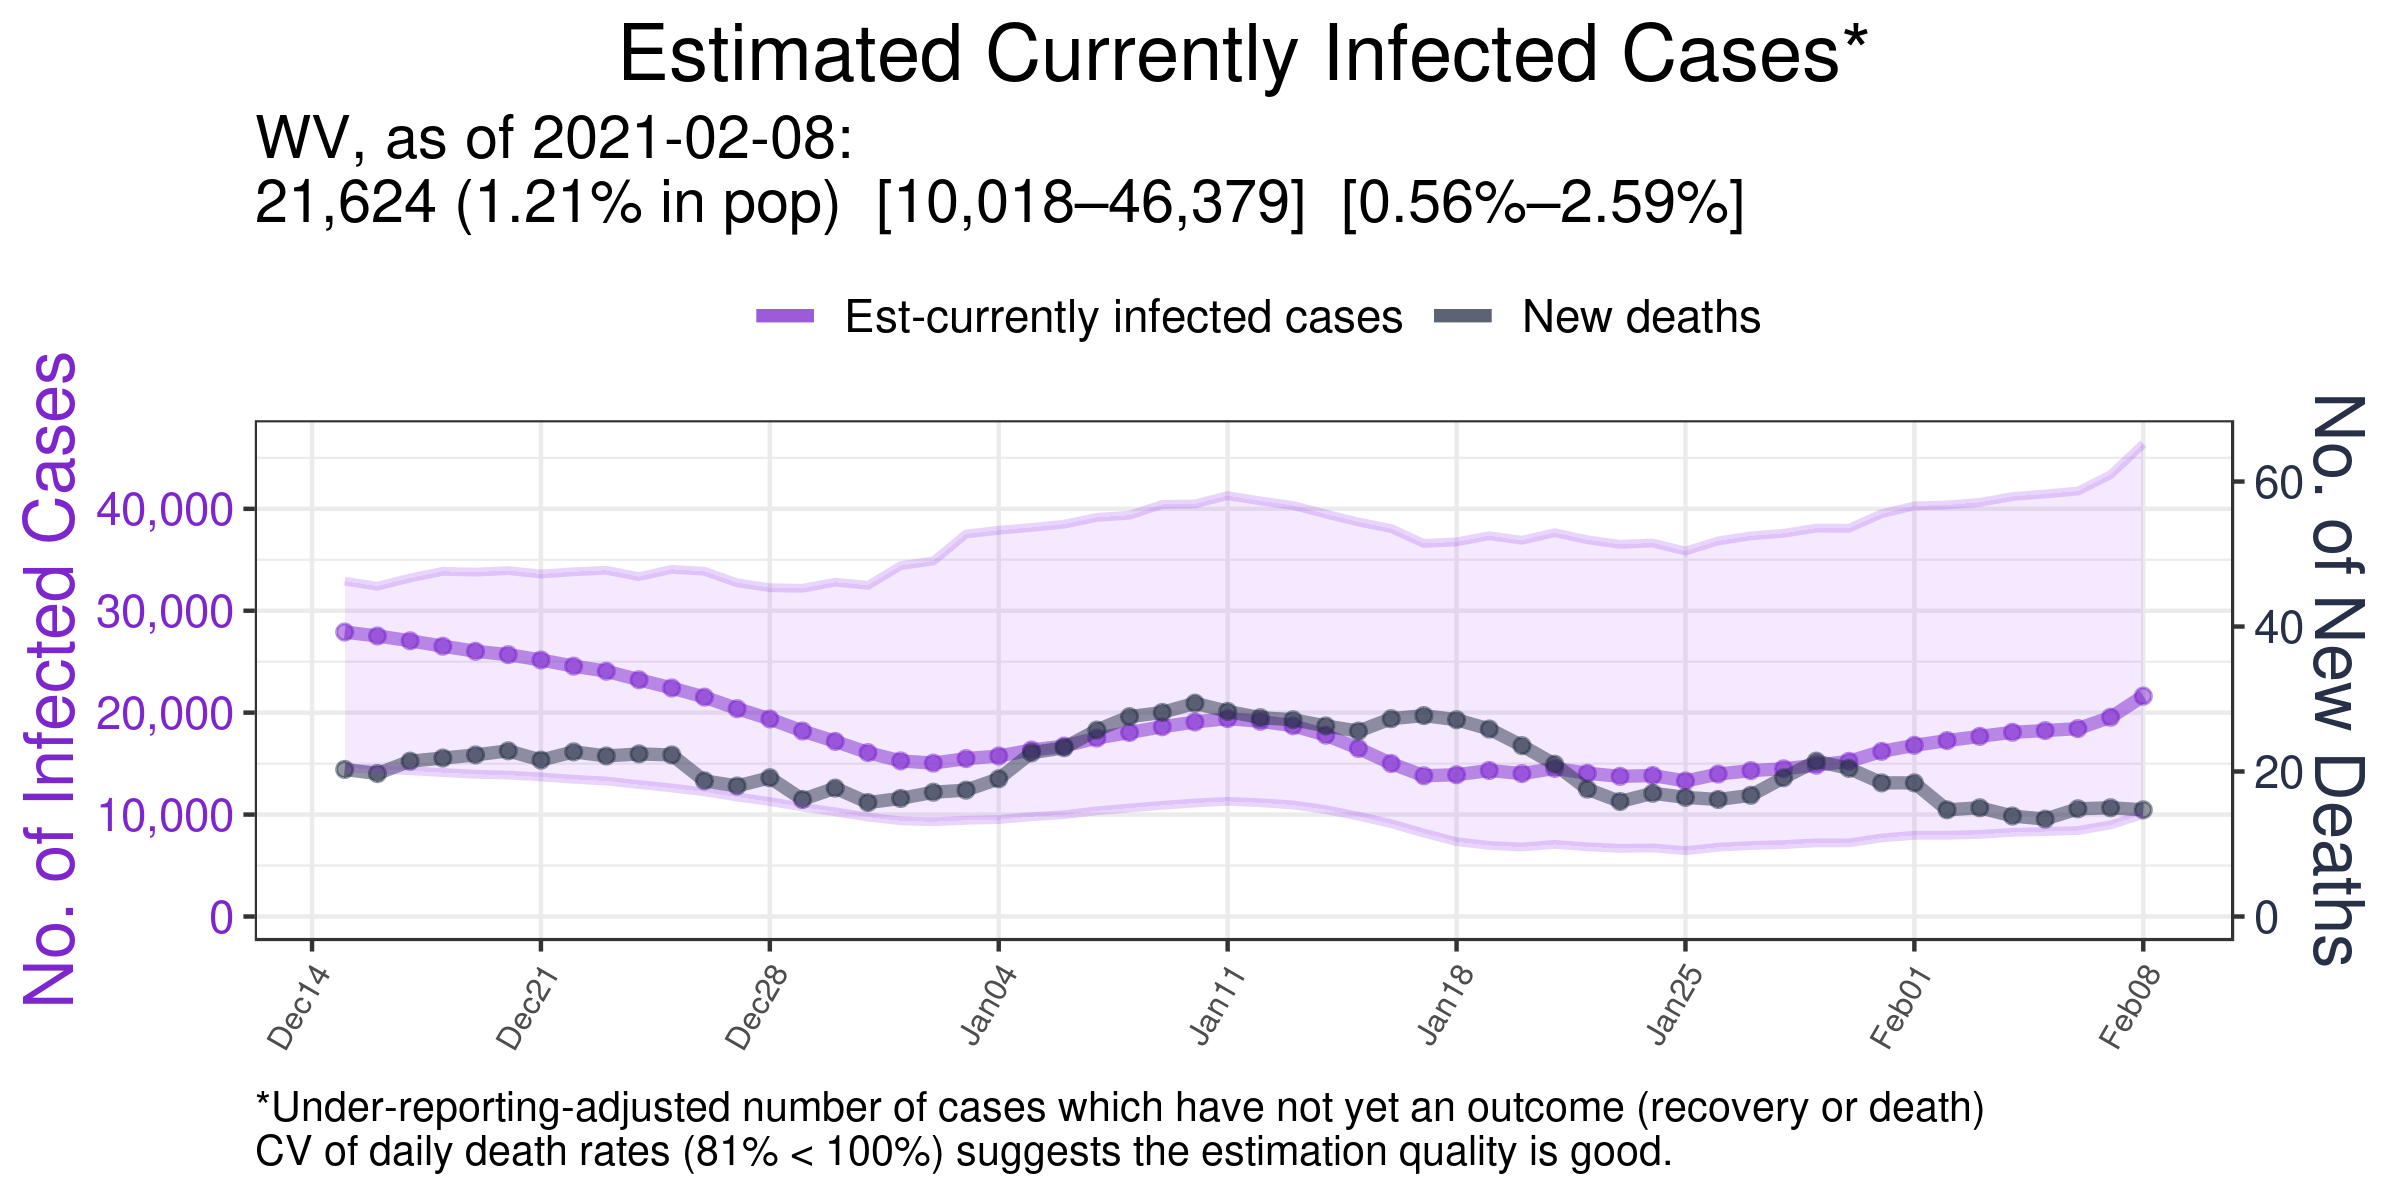 Estimated Currently Infected Cases*
WV, as of 2021-02-08:
21,624 (1.21% in pop)  [10,018–46,379]  [0.56%–2.59%]
Est-currently infected cases
New deaths
No. of Infected Cases
40,000
30,000
20,000
10,000
0
60
40
20
0
No. of New Deaths
Dec14
Dec21
Dec28
Jan04
Jan11
Jan18
Jan25
Feb01
Feb08
*Under-reporting-adjusted number of cases which have not yet an outcome (recovery or death)
CV of daily death rates (81% < 100%) suggests the estimation quality is good.